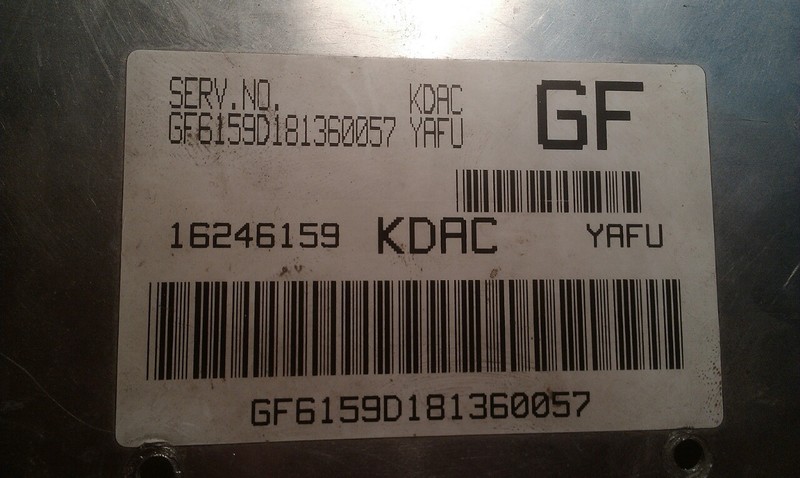 SERV.NO. KDAC GF
GF6159D181360057 YAFU
16246159 KDAC YAFU
GF6159D181360057